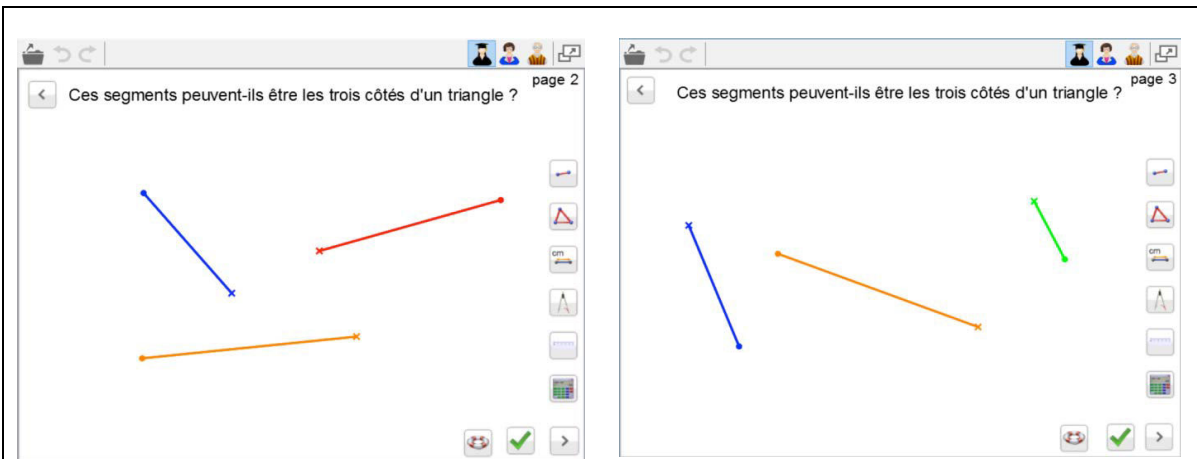 page 2
Ces segments peuvent-ils être les trois côtés d'un triangle ?
cm
page 3
Ces segments peuvent-ils être les trois côtés d'un triangle ?
cm